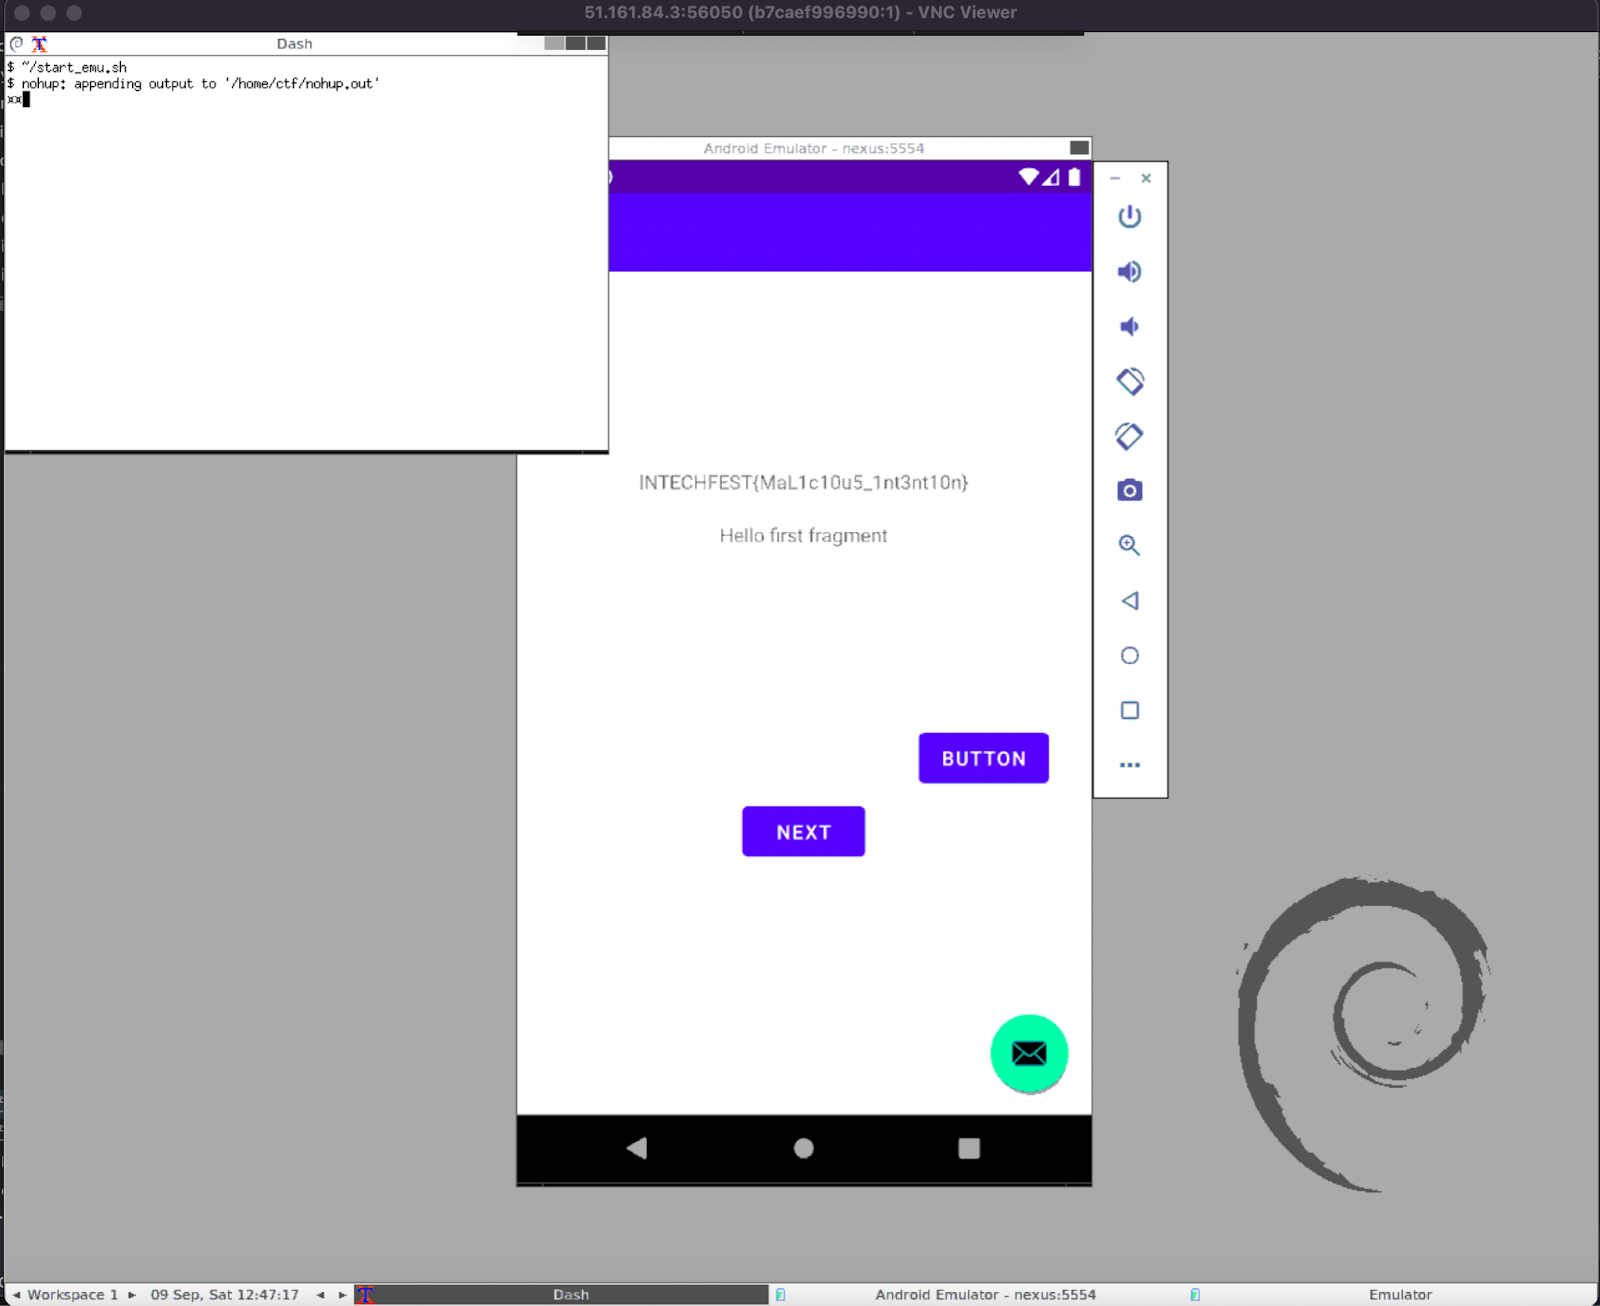 51.161.84.3:56050 (b7caef996990:1) - VNC Viewer
Dash
$ ~/start_emu.sh
$ nohup: appending output to '/home/ctf/nohup.out'
Android Emulator - nexus:5554
INTECHFEST{MaL1c10u5_1nt3nt10n}
Hello first fragment
BUTTON
NEXT
Workspace 1
09 Sep, Sat 12:47:17
Dash
Android Emulator - nexus:5554
Emulator